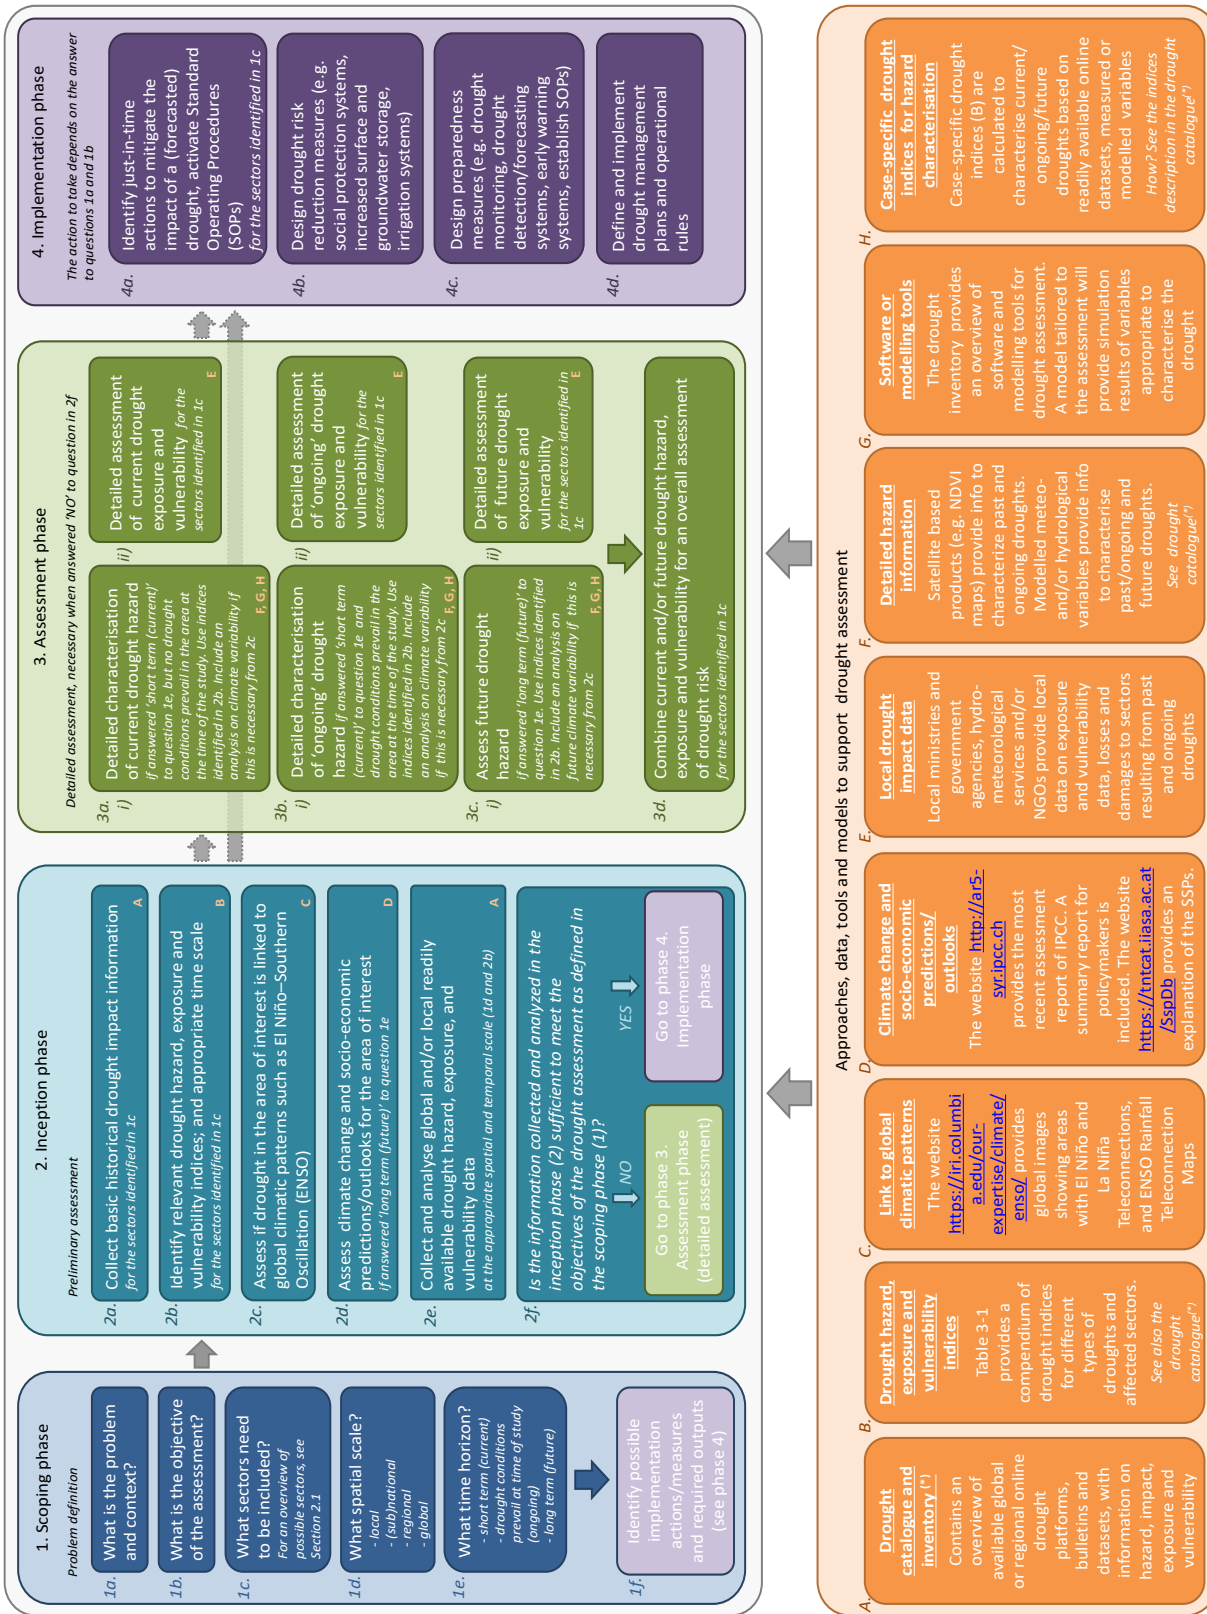 1. Scoping phase
Problem definition
1a.
What is the problem
and context?
1b.
What is the objective
of the assessment?
1c.
What sectors need
to be included?
For an overview of
possible sectors, see
Section 2.1
1d.
What spatial scale?
- local
- (sub)national
- regional
- global
1e.
What time horizon?
- short term (current)
- drought conditions
prevail at time of study
(ongoing)
- long term (future)
1f.
Identify possible
implementation
actions/measures
and required outputs
(see phase 4)
2. Inception phase
Preliminary assessment
2a.
Collect basic historical drought impact information
for the sectors identified in 1c
A
2b.
Identify relevant drought hazard, exposure and
vulnerability indices; and appropriate time scale
for the sectors identified in 1c
B
2c.
Assess if drought in the area of interest is linked to
global climatic patterns such as El Niño–Southern
Oscillation (ENSO)
C
2d.
Assess climate change and socio-economic
predictions/outlooks for the area of interest
if answered 'long term (future)' to question 1e
D
2e.
Collect and analyse global and/or local readily
available drought hazard, exposure, and
vulnerability data
at the appropriate spatial and temporal scale (1d and 2b)
A
2f.
Is the information collected and analyzed in the
inception phase (2) sufficient to meet the
objectives of the drought assessment as defined in
the scoping phase (1)?
NO
YES
Go to phase 3.
Assessment phase
(detailed assessment)
Go to phase 4.
Implementation
phase
3. Assessment phase
Detailed assessment, necessary when answered 'NO' to question in 2f
3a.
i)
Detailed characterisation
of current drought hazard
if answered 'short term (current)'
to question 1e, but no drought
conditions prevail in the area at
the time of the study. Use indices
identified in 2b. Include an
analysis on climate variability if
this is necessary from 2c
F, G, H
ii)
Detailed assessment
of current drought
exposure and
vulnerability for the
sectors identified in 1c
E
3b.
i)
Detailed characterisation
of 'ongoing' drought
hazard if answered 'short term
(current)' to question 1e and
drought conditions prevail in the
area at the time of the study. Use
indices identified in 2b. Include
an analysis on climate variability
if this is necessary from 2c
F, G, H
ii)
Detailed assessment
of 'ongoing' drought
exposure and
vulnerability for the
sectors identified in 1c
E
3c.
i)
Assess future drought
hazard
if answered 'long term (future)' to
question 1e. Use indices identified
in 2b. Include an analysis on
future climate variability if this is
necessary from 2c
F, G, H
ii)
Detailed assessment
of future drought
exposure and
vulnerability
for the sectors identified in
1c
E
3d.
Combine current and/or future drought hazard,
exposure and vulnerability for an overall assessment
of drought risk
for the sectors identified in 1c
4. Implementation phase
The action to take depends on the answer
to questions 1a and 1b
4a.
Identify just-in-time
actions to mitigate the
impact of a (forecasted)
drought, activate Standard
Operating Procedures
(SOPs)
for the sectors identified in 1c
4b.
Design drought risk
reduction measures (e.g.
social protection systems,
increased surface and
groundwater storage,
irrigation systems)
4c.
Design preparedness
measures (e.g. drought
monitoring, drought
detection/forecasting
systems, early warning
systems, establish SOPs)
4d.
Define and implement
drought management
plans and operational
rules
Approaches, data, tools and models to support drought assessment
A.
Drought
catalogue and
inventory(*)
Contains an
overview of
available global
or regional online
drought
platforms,
bulletins and
datasets, with
information on
hazard, impact,
exposure and
vulnerability
B.
Drought hazard,
exposure and
vulnerability
indices
Table 3-1
provides a
compendium of
drought indices
for different
types of
droughts and
affected sectors.
See also the
drought
catalogue(*)
C.
Link to global
climatic patterns
The website
https://iri.columbi
a.edu/our-
expertise/climate/
enso/ provides
global images
showing areas
with El Niño and
La Niña
Teleconnections,
and ENSO Rainfall
Teleconnection
Maps
D.
Climate change and
socio-economic
predictions/
outlooks
The website http://ar5-
syr.ipcc.ch
provides the most
recent assessment
report of IPCC. A
summary report for
policymakers is
included. The website
https://tntcat.iiasa.ac.at
/SspDb provides an
explanation of the SSPs.
E.
Local drought
impact data
Local ministries and
government
agencies, hydro-
meteorological
services and/or
NGOs provide local
data on exposure
and vulnerability
data, losses and
damage to sectors
resulting from past
and ongoing
droughts
F.
Detailed hazard
information
Satellite based
products (e.g. NDVI
maps) provide info to
characterize past and
ongoing droughts.
Modelled meteo-
and/or hydrological
variables provide info
to characterise
past/ongoing and
future droughts.
See drought
catalogue(*)
G.
Software or
modelling tools
The drought
inventory provides
an overview of
software and
modelling tools for
drought assessment.
A model tailored to
the assessment will
provide simulation
results of variables
appropriate to
characterise the
drought
H.
Case-specific drought
indices for hazard
characterisation
Case-specific drought
indices (B) are
calculated to
characterise current/
ongoing/future
droughts based on
readily available online
datasets, measured or
modelled variables
How? See the indices
description in the drought
catalogue(*)